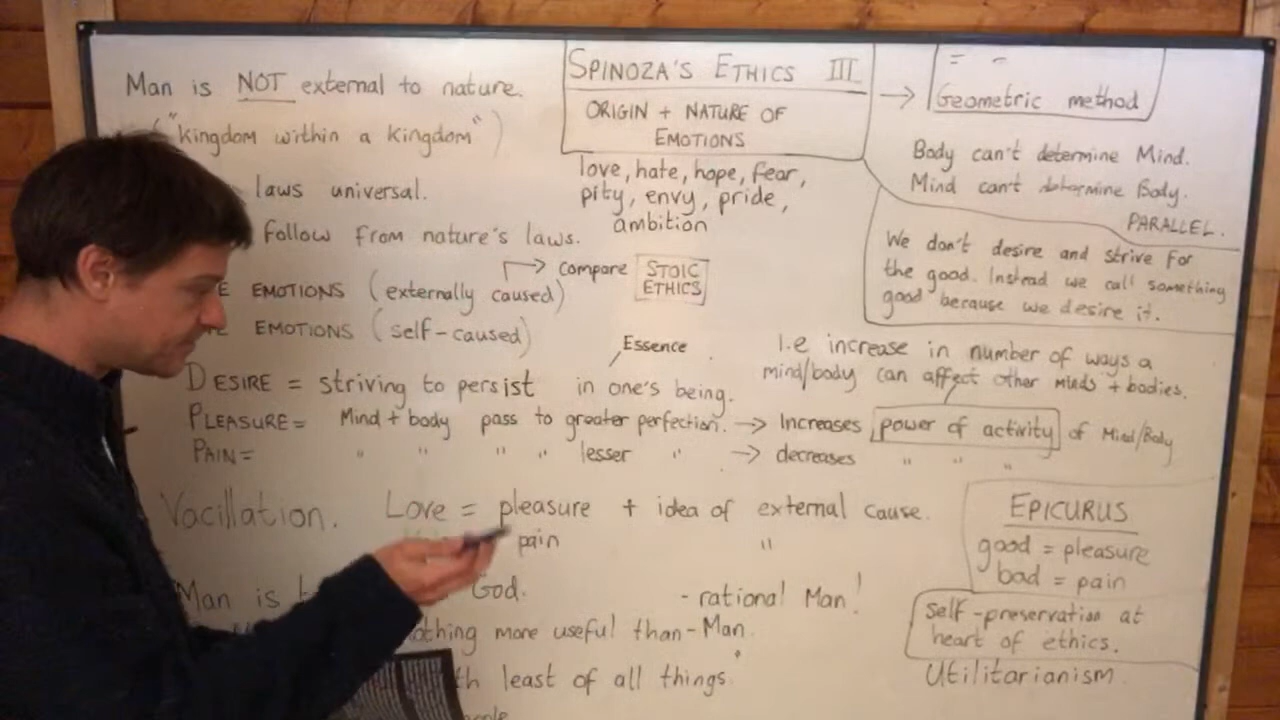 Man is NOT external to nature.
("kingdom within a kingdom")
laws universal.
follow from nature's laws.
EMOTIONS (externally caused)
EMOTIONS (self-caused)
→ compare STOIC ETHICS
SPINOZA'S ETHICS III
ORIGIN + NATURE OF
EMOTIONS
love, hate, hope, fear,
pity, envy, pride,
ambition
→ Geometric method
Body can't determine Mind.
Mind can't determine Body.
PARALLEL.
We don't desire and strive for
the good. Instead we call something
good because we desire it.
Essence
DESIRE = striving to persist in one's being.
I.e increase in number of ways a
mind/body can affect other minds + bodies.
PLEASURE = Mind + body pass to greater perfection. → Increases power of activity of Mind/Body
PAIN = " " " " lesser " → decreases " " "
Vacillation. Love = pleasure + idea of external cause.
pain "
Man is God. - rational Man!
nothing more useful than - Man.
least of all things.
EPICURUS
good = pleasure
bad = pain
Self-preservation at
heart of ethics.
Utilitarianism